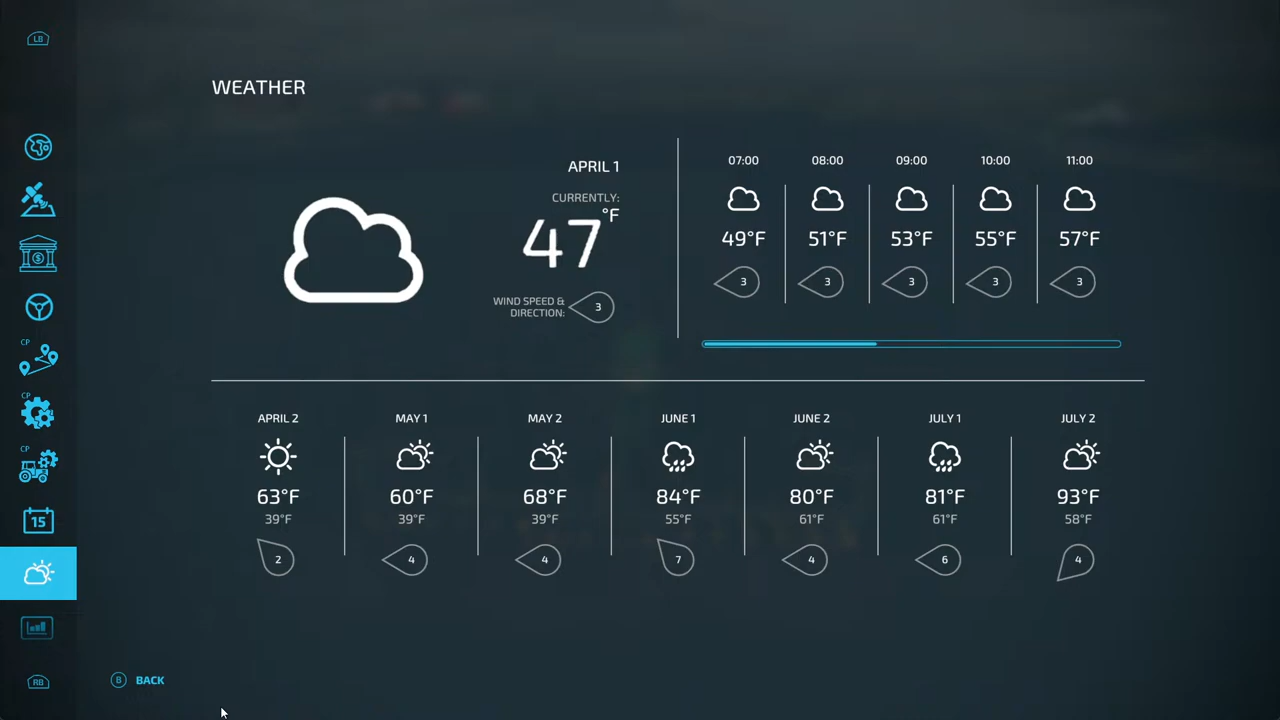 LB
WEATHER
APRIL 1
CURRENTLY:
47°F
WIND SPEED &
DIRECTION:
3
07:00 08:00 09:00 10:00 11:00
49°F 51°F 53°F 55°F 57°F
3 3 3 3 3
$
CP
CP
CP
15
APRIL 2 MAY 1 MAY 2 JUNE 1 JUNE 2 JULY 1 JULY 2
63°F 60°F 68°F 84°F 80°F 81°F 93°F
39°F 39°F 39°F 55°F 61°F 61°F 58°F
2 4 4 7 4 6 4
RB
B BACK